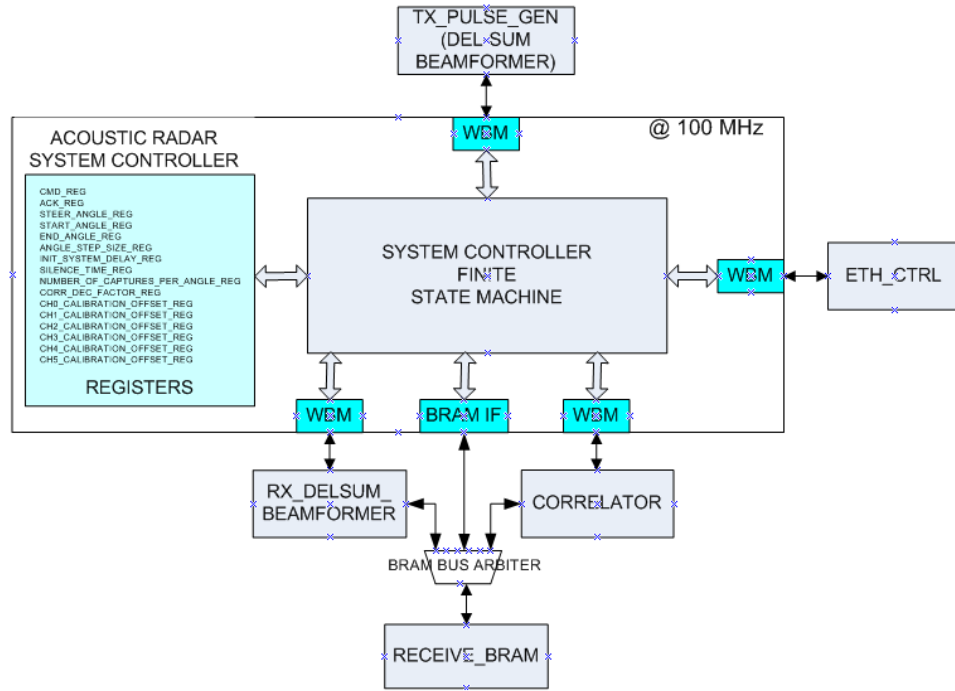 TX_PULSE_GEN
(DEL-SUM
BEAMFORMER)
WBM
@ 100 MHz
ACOUSTIC RADAR
SYSTEM CONTROLLER
CMD_REG
ACK_REG
STEER_ANGLE_REG
START_ANGLE_REG
END_ANGLE_REG
ANGLE_STEP_SIZE_REG
INIT_SYSTEM_DELAY_REG
SILENCE_TIME_REG
NUMBER_OF_CAPTURES_PER_ANGLE_REG
CORR_DEC_FACTOR_REG
CH0_CALIBRATION_OFFSET_REG
CH1_CALIBRATION_OFFSET_REG
CH2_CALIBRATION_OFFSET_REG
CH3_CALIBRATION_OFFSET_REG
CH4_CALIBRATION_OFFSET_REG
CH5_CALIBRATION_OFFSET_REG
REGISTERS
SYSTEM CONTROLLER
FINITE
STATE MACHINE
WBM
ETH_CTRL
WBM
BRAM IF
WBM
RX_DELSUM_
BEAMFORMER
CORRELATOR
BRAM BUS ARBITER
RECEIVE_BRAM